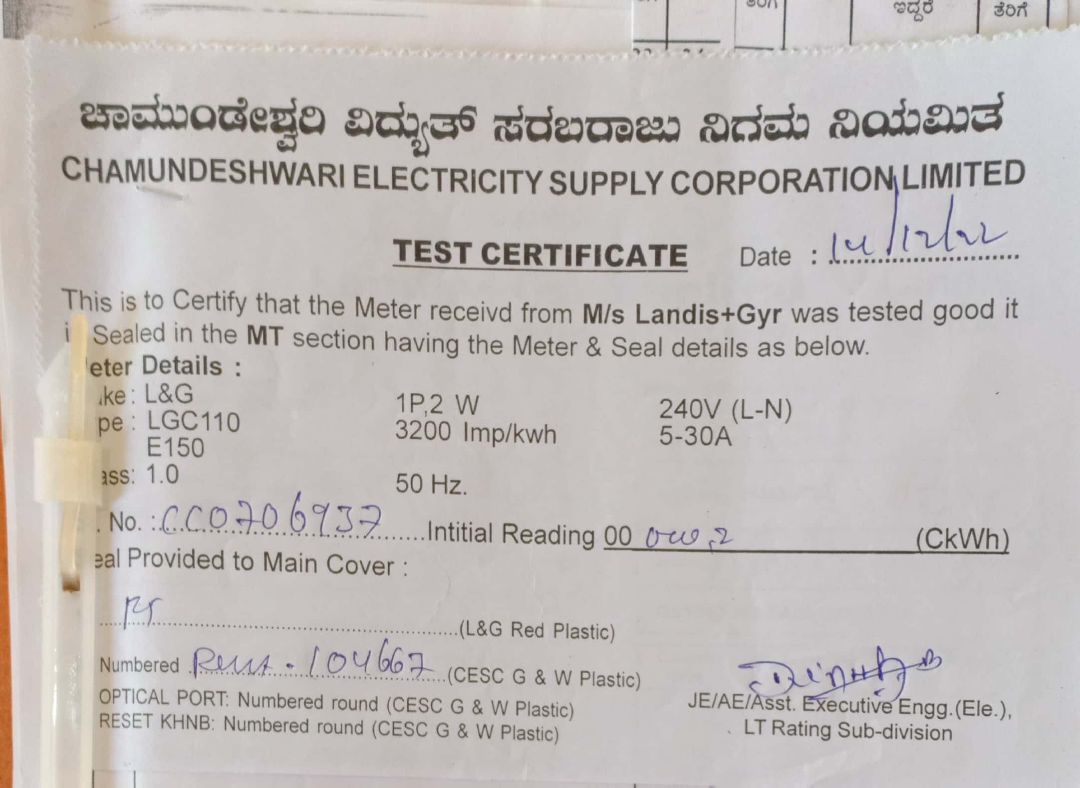 ಇದ್ದರೆ ತೆರಿಗೆ
ಚಾಮುಂಡೇಶ್ವರಿ ವಿದ್ಯುತ್ ಸರಬರಾಜು ನಿಗಮ ನಿಯಮಿತ
CHAMUNDESHWARI ELECTRICITY SUPPLY CORPORATION LIMITED
TEST CERTIFICATE Date : 14/12/22
This is to Certify that the Meter receivd from M/s Landis+Gyr was tested good it
Sealed in the MT section having the Meter & Seal details as below.
eter Details :
ke : L&G 1P,2 W 240V (L-N)
pe : LGC110 3200 Imp/kwh 5-30A
E150
ass: 1.0 50 Hz.
. No. : CC0706937 Intitial Reading 00 (CkWh)
eal Provided to Main Cover :
(L&G Red Plastic)
Numbered 104667 (CESC G & W Plastic)
OPTICAL PORT: Numbered round (CESC G & W Plastic)
RESET KHNB: Numbered round (CESC G & W Plastic)
JE/AE/Asst. Executive Engg.(Ele.),
LT Rating Sub-division